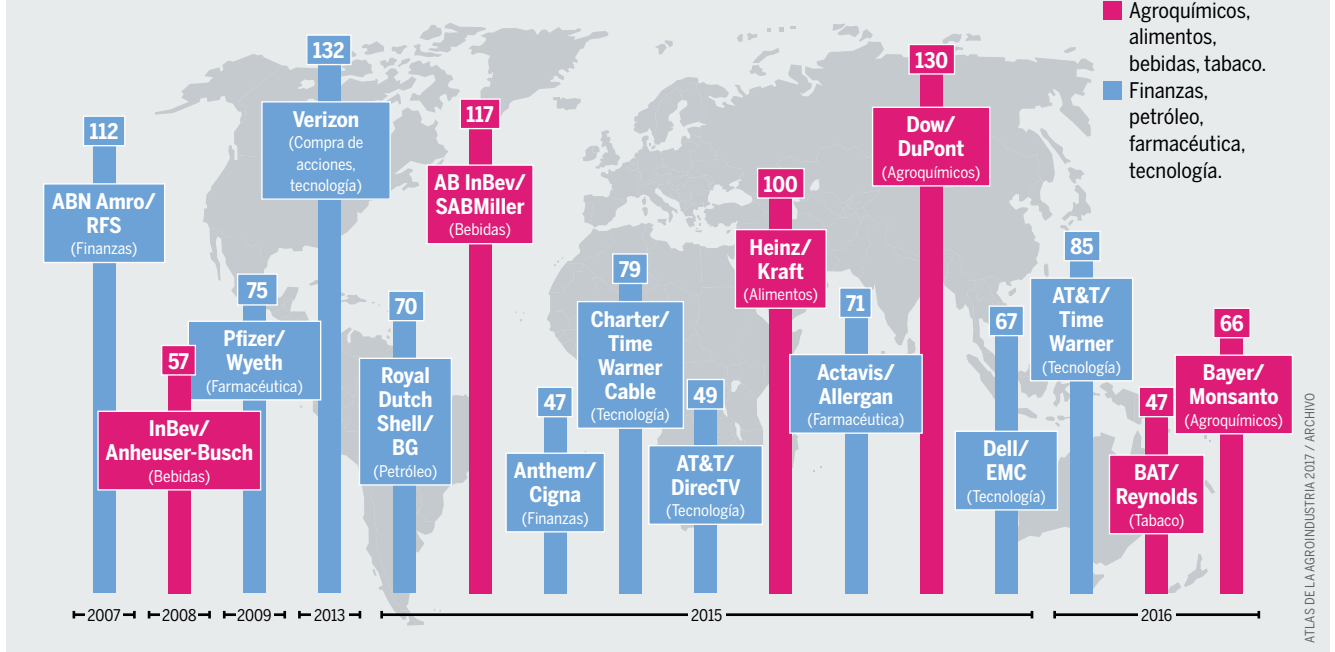 Agroquímicos,
alimentos,
bebidas, tabaco.
Finanzas,
petróleo,
farmacéutica,
tecnología.
112
ABN Amro/
RFS
(Finanzas)
57
InBev/
Anheuser-Busch
(Bebidas)
75
Pfizer/
Wyeth
(Farmacéutica)
132
Verizon
(Compra de
acciones,
tecnología)
70
Royal
Dutch
Shell/
BG
(Petróleo)
117
AB InBev/
SABMiller
(Bebidas)
47
Anthem/
Cigna
(Finanzas)
79
Charter/
Time
Warner
Cable
(Tecnología)
49
AT&T/
DirecTV
(Tecnología)
100
Heinz/
Kraft
(Alimentos)
71
Actavis/
Allergan
(Farmacéutica)
130
Dow/
DuPont
(Agroquímicos)
67
Dell/
EMC
(Tecnología)
85
AT&T/
Time
Warner
(Tecnología)
47
BAT/
Reynolds
(Tabaco)
66
Bayer/
Monsanto
(Agroquímicos)
2007
2008
2009
2013
2015
2016
ATLAS DE LA AGROINDUSTRIA 2017 / ARCHIVO